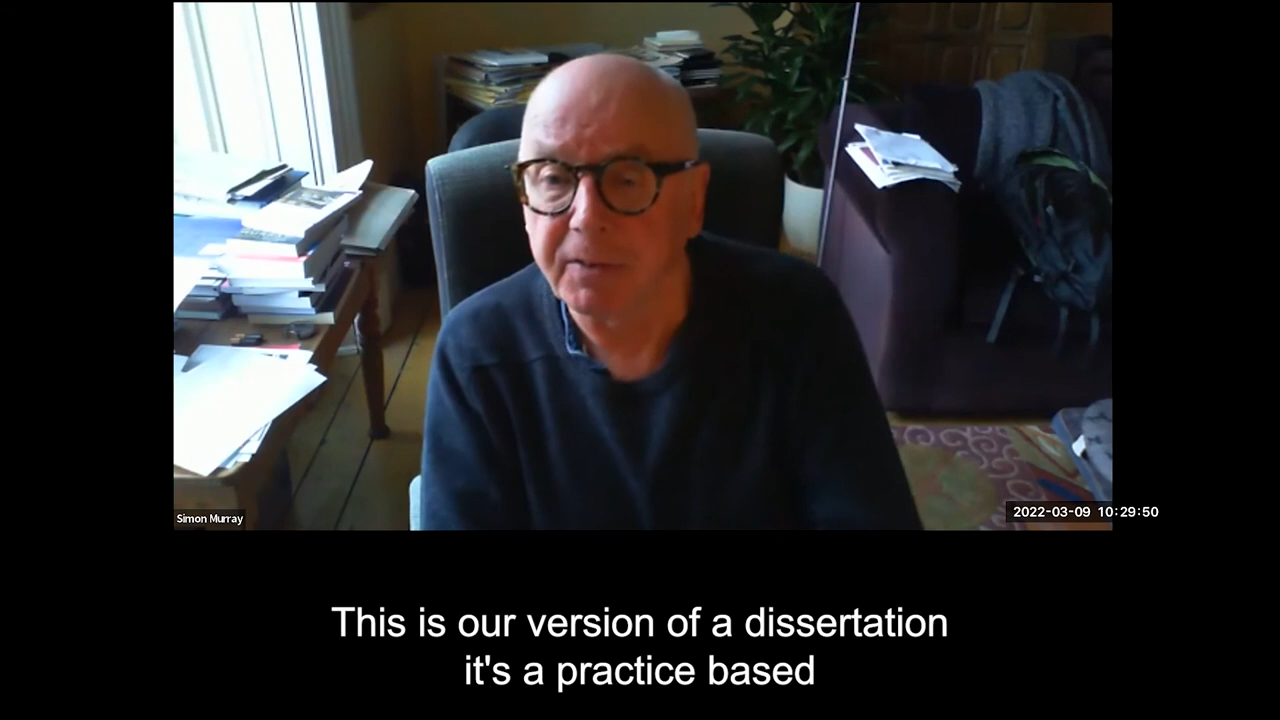 Simon Murray
2022-03-09 10:29:50
This is our version of a dissertation
it's a practice based